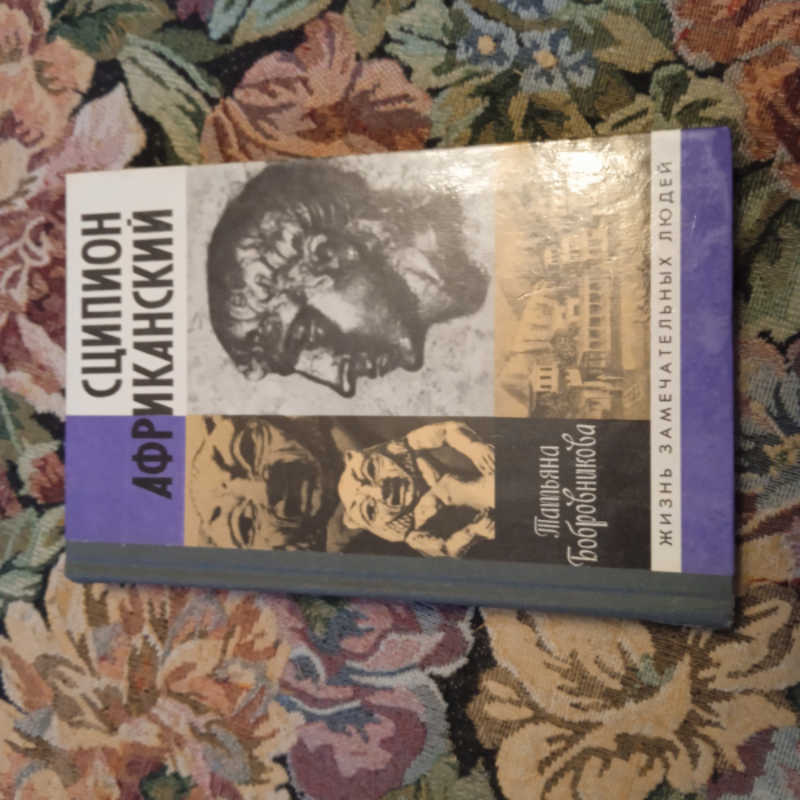 СЦИПИОН
АФРИКАНСКИЙ
Татьяна
Бобровникова
ЖИЗНЬ ЗАМЕЧАТЕЛЬНЫХ ЛЮДЕЙ